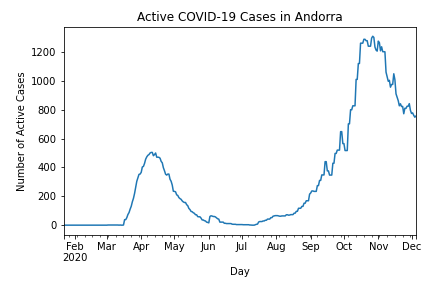 Active COVID-19 Cases in Andorra
Number of Active Cases
1200
1000
800
600
400
200
0
Feb Mar Apr May Jun Jul Aug Sep Oct Nov Dec
2020
Day